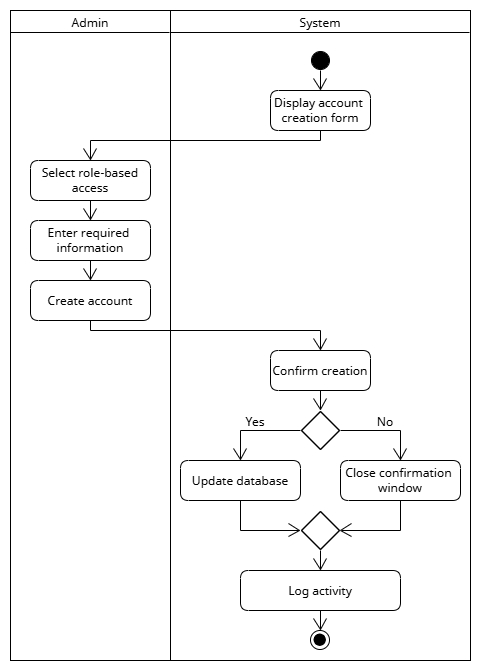 Admin
System
Display account
creation form
Select role-based
access
Enter required
information
Create account
Confirm creation
Yes
No
Update database
Close confirmation
window
Log activity